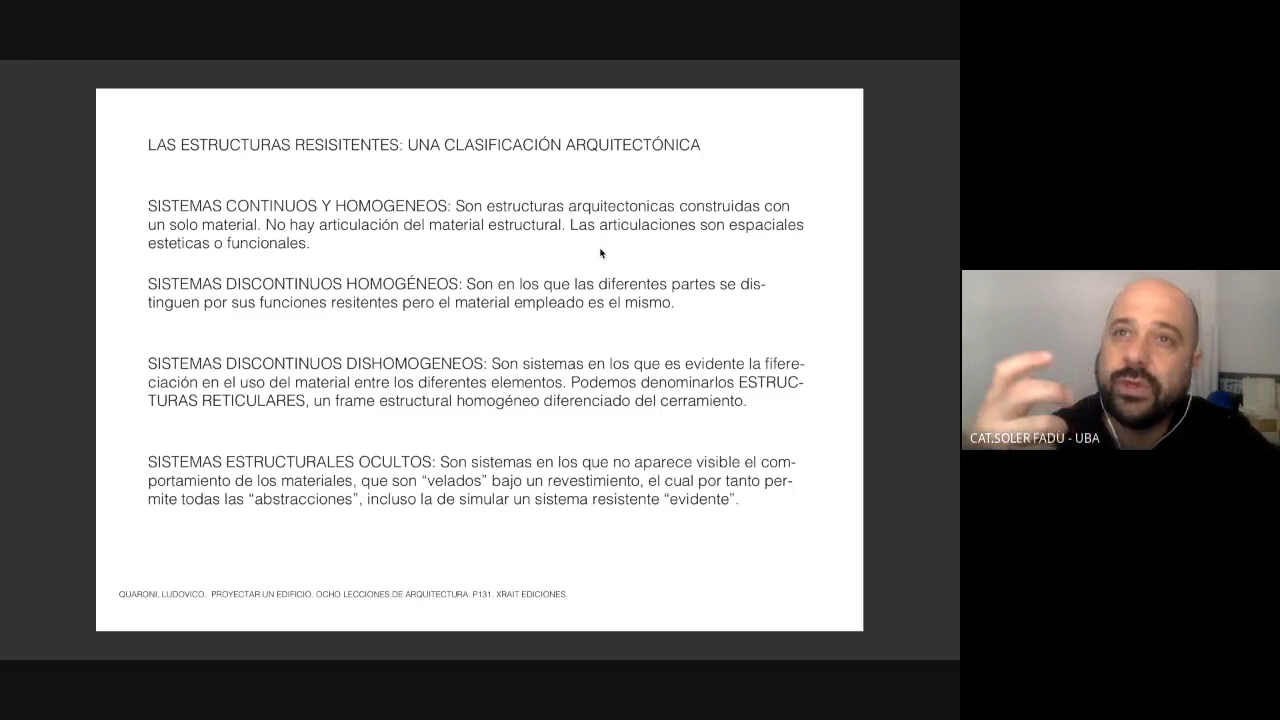 LAS ESTRUCTURAS RESISITENTES: UNA CLASIFICACIÓN ARQUITECTÓNICA
SISTEMAS CONTINUOS Y HOMOGENEOS: Son estructuras arquitectonicas construidas con
un solo material. No hay articulación del material estructural. Las articulaciones son espaciales
esteticas o funcionales.
SISTEMAS DISCONTINUOS HOMOGÉNEOS: Son en los que las diferentes partes se dis-
tinguen por sus funciones resitentes pero el material empleado es el mismo.
SISTEMAS DISCONTINUOS DISHOMOGENEOS: Son sistemas en los que es evidente la fifere-
ciación en el uso del material entre los diferentes elementos. Podemos denominarlos ESTRUC-
TURAS RETICULARES, un frame estructural homogéneo diferenciado del cerramiento.
SISTEMAS ESTRUCTURALES OCULTOS: Son sistemas en los que no aparece visible el com-
portamiento de los materiales, que son “velados” bajo un revestimiento, el cual por tanto per-
mite todas las “abstracciones”, incluso la de simular un sistema resistente “evidente”.
QUARONI, LUDOVICO. PROYECTAR UN EDIFICIO. OCHO LECCIONES DE ARQUITECTURA. P131. XRAIT EDICIONES.
CAT.SOLER FADU - UBA